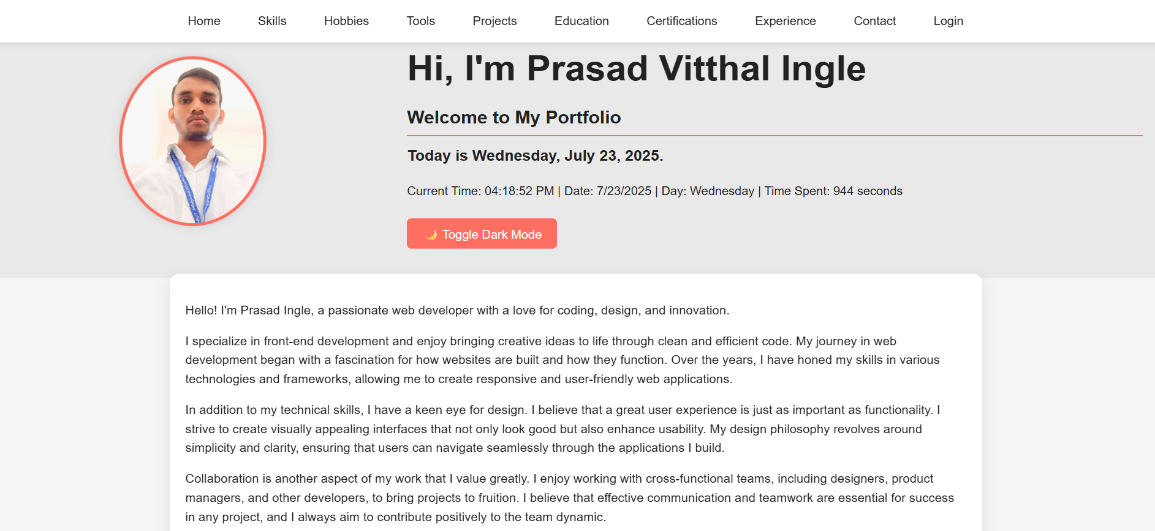 Home Skills Hobbies Tools Projects Education Certifications Experience Contact Login
Hi, I'm Prasad Vitthal Ingle
Welcome to My Portfolio
Today is Wednesday, July 23, 2025.
Current Time: 04:18:52 PM | Date: 7/23/2025 | Day: Wednesday | Time Spent: 944 seconds
🌙 Toggle Dark Mode
Hello! I'm Prasad Ingle, a passionate web developer with a love for coding, design, and innovation.
I specialize in front-end development and enjoy bringing creative ideas to life through clean and efficient code. My journey in web
development began with a fascination for how websites are built and how they function. Over the years, I have honed my skills in various
technologies and frameworks, allowing me to create responsive and user-friendly web applications.
In addition to my technical skills, I have a keen eye for design. I believe that a great user experience is just as important as functionality. I
strive to create visually appealing interfaces that not only look good but also enhance usability. My design philosophy revolves around
simplicity and clarity, ensuring that users can navigate seamlessly through the applications I build.
Collaboration is another aspect of my work that I value greatly. I enjoy working with cross-functional teams, including designers, product
managers, and other developers, to bring projects to fruition. I believe that effective communication and teamwork are essential for success
in any project, and I always aim to contribute positively to the team dynamic.